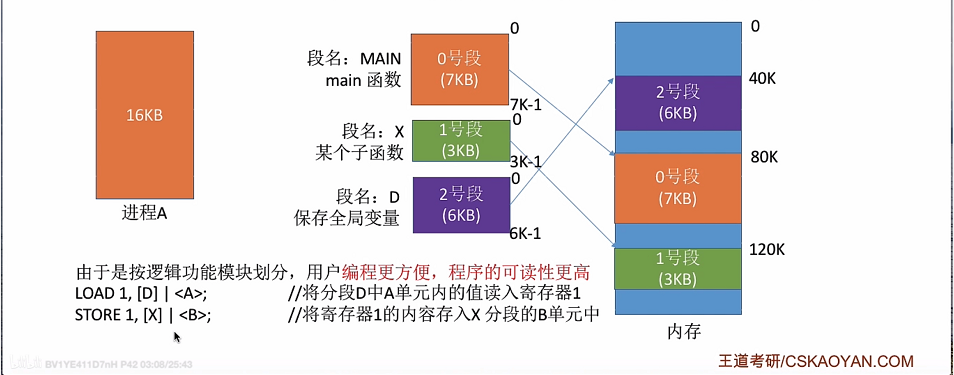 16KB
进程A
段名：MAIN
main 函数
0号段
(7KB)
0
7K-1
段名：X
某个子函数
1号段
(3KB)
0
3K-1
段名：D
保存全局变量
2号段
(6KB)
0
6K-1
0
40K
2号段
(6KB)
80K
0号段
(7KB)
120K
1号段
(3KB)
内存
由于是按逻辑功能模块划分，用户编程更方便，程序的可读性更高
LOAD 1, [D] | <A>; //将分段D中A单元内的值读入寄存器1
STORE 1, [X] | <B>; //将寄存器1的内容存入X 分段的B单元中
BV1YE411D7nH P42 03:08/25:43
王道考研/CSKAOYAN.COM